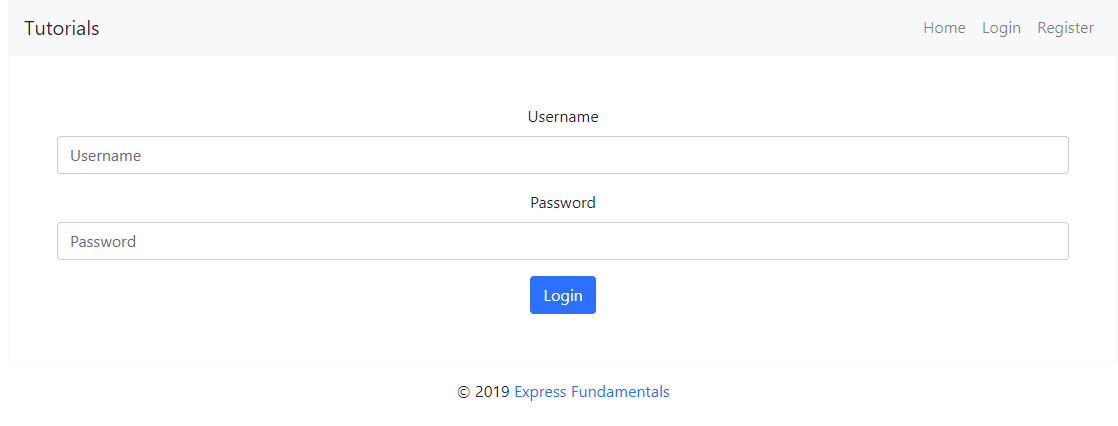 Tutorials Home Login Register
Username
Username
Password
Password
Login
© 2019 Express Fundamentals